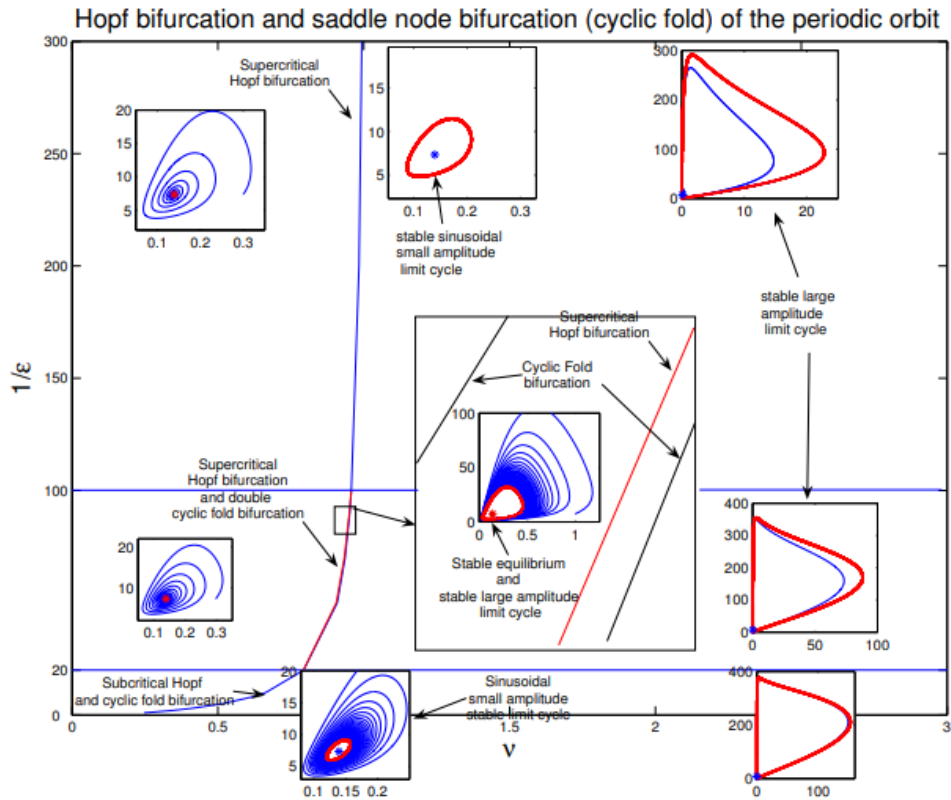 Hopf bifurcation and saddle node bifurcation (cyclic fold) of the periodic orbit
300
250
200
150
100
20
0
1/ε
0
0.5
1.5
2
3
ν
Supercritical
Hopf bifurcation
20
15
10
5
0.1 0.2 0.3
15
10
5
0.1 0.2 0.3
stable sinusoidal
small amplitude
limit cycle
300
200
100
0
0 10 20
stable large
amplitude
limit cycle
Supercritical
Hopf bifurcation
Cyclic Fold
bifurcation
100
50
0
0 0.5 1
Stable equilibrium
and
stable large amplitude
limit cycle
Supercritical
Hopf bifurcation
and double
cyclic fold bifurcation
20
10
0.1 0.2 0.3
400
300
200
100
0
0 50 100
Subcritical Hopf
and cyclic fold bifurcation
20
15
10
5
0.1 0.15 0.2
Sinusoidal
small amplitude
stable limit cycle
400
200
0
0 100